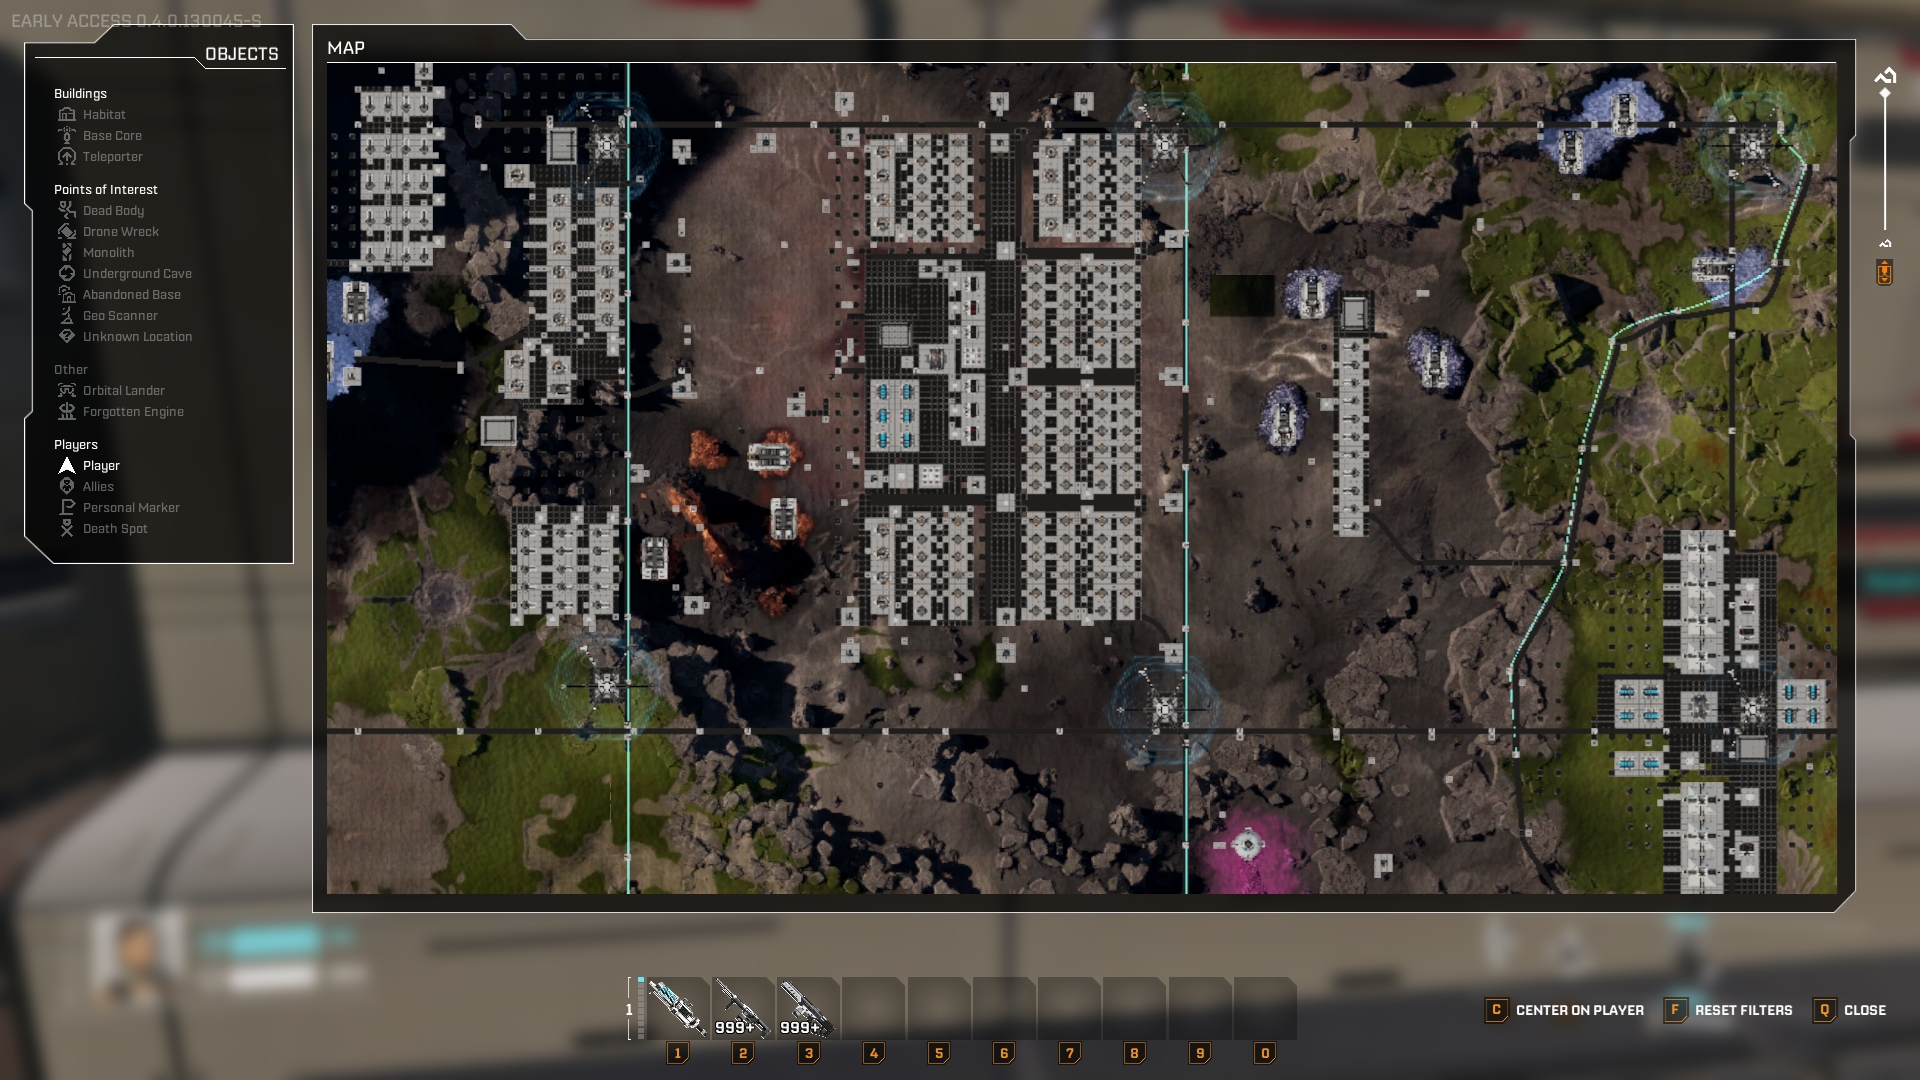 EARLY ACCESS 0.4.0.130045-S
OBJECTS
Buildings
Habitat
Base Core
Teleporter
Points of Interest
Dead Body
Drone Wreck
Monolith
Underground Cave
Abandoned Base
Geo Scanner
Unknown Location
Other
Orbital Lander
Forgotten Engine
Players
Player
Allies
Personal Marker
Death Spot
MAP
1
999+
999+
1
2
3
4
5
6
7
8
9
0
C CENTER ON PLAYER
F RESET FILTERS
Q CLOSE